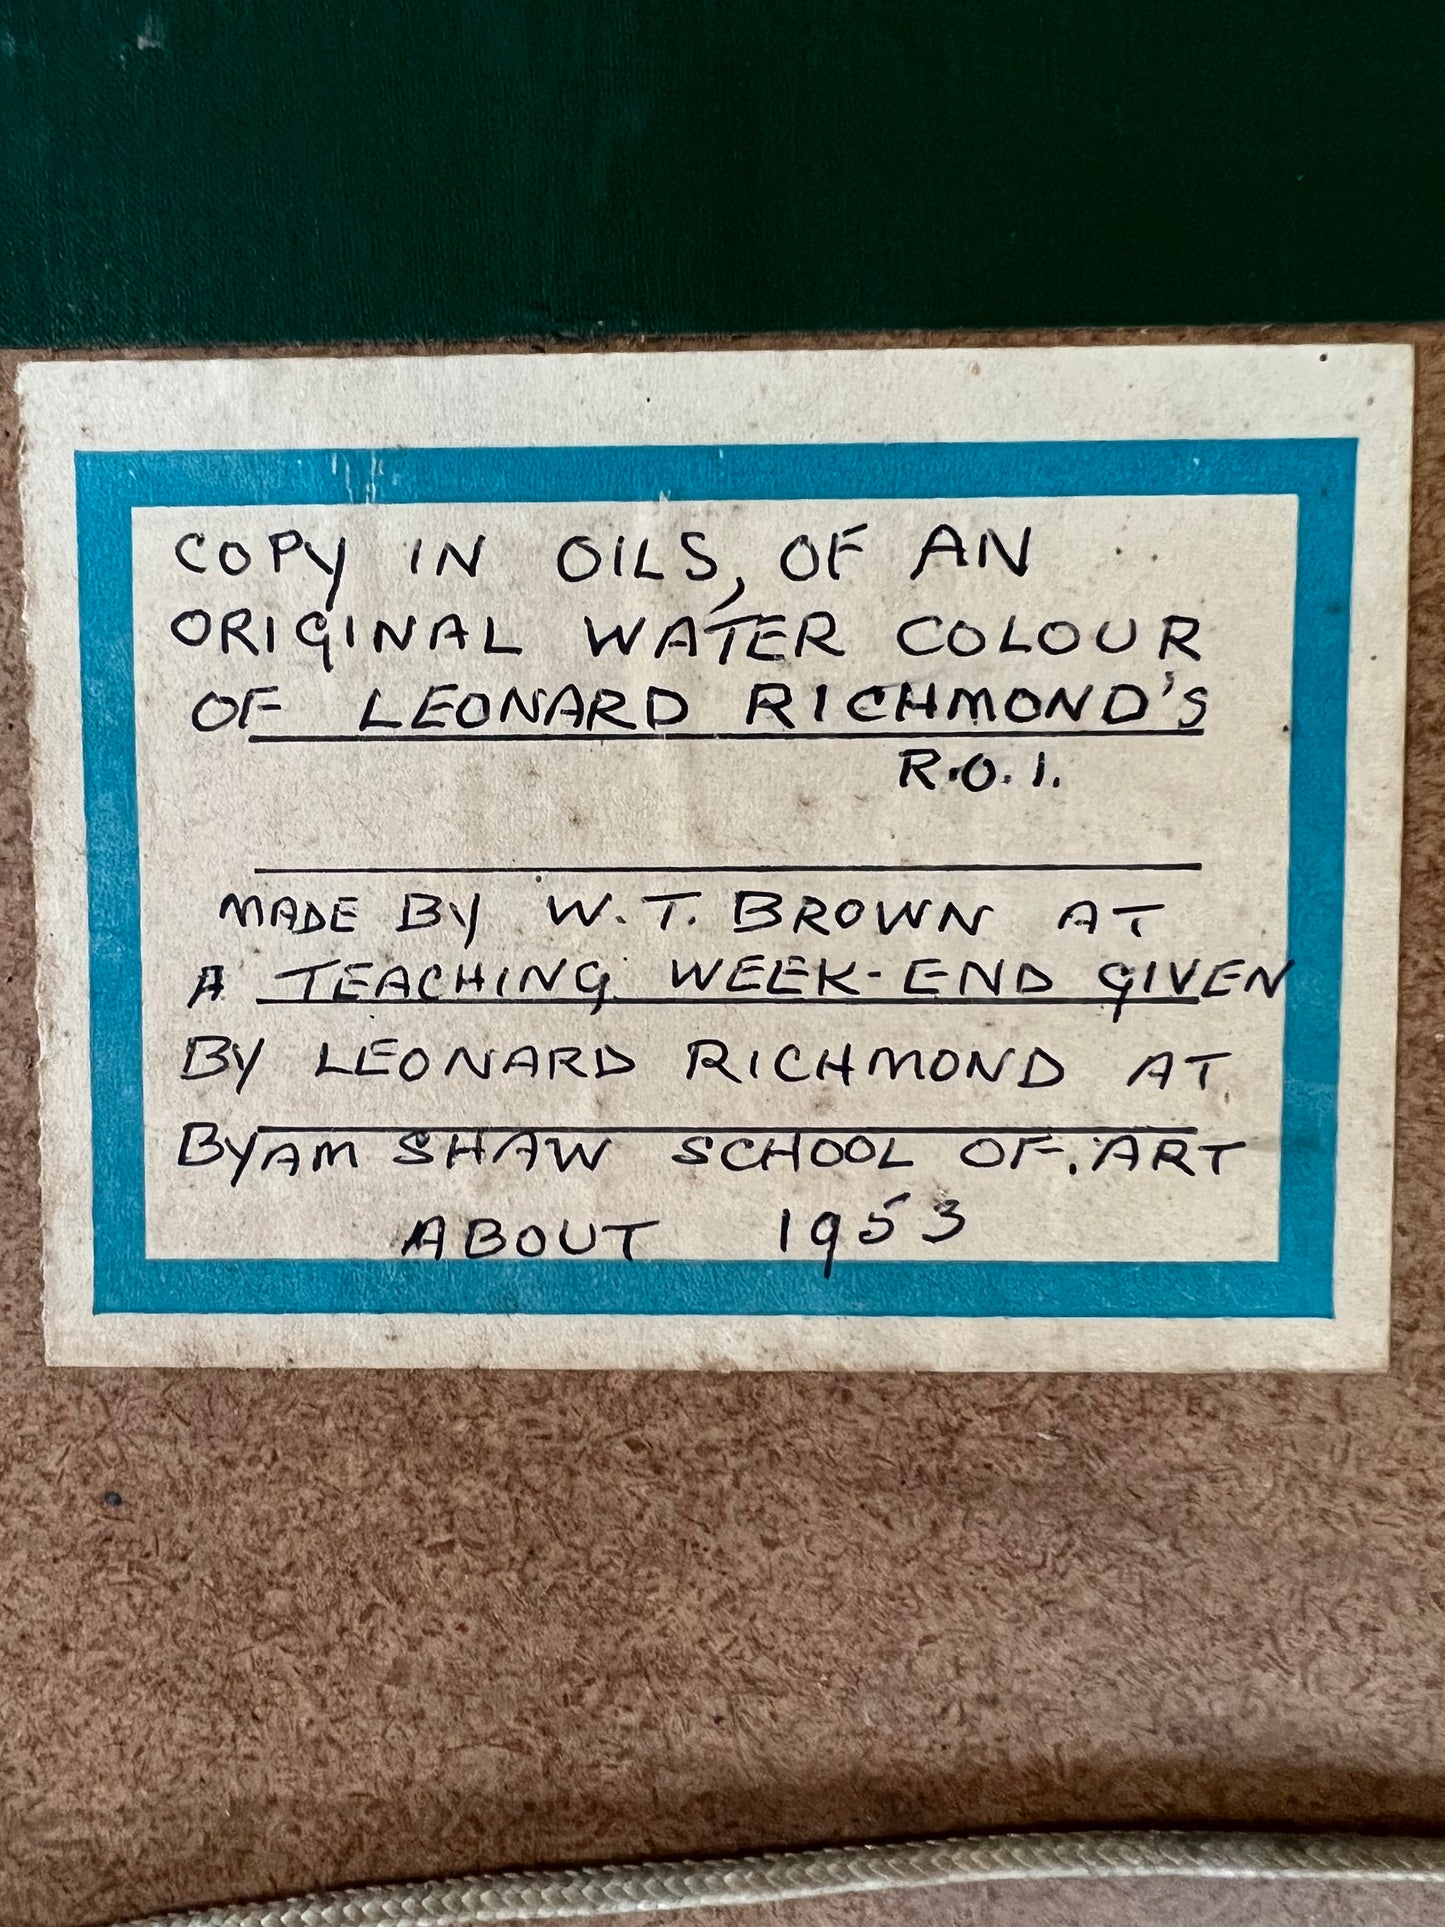 COPY IN OILS, OF AN
ORIGINAL WATER COLOUR
OF LEONARD RICHMOND'S
R.O.I.
MADE BY W.T. BROWN AT
A TEACHING WEEK-END GIVEN
BY LEONARD RICHMOND AT
BYAM SHAW SCHOOL OF. ART
ABOUT 1953